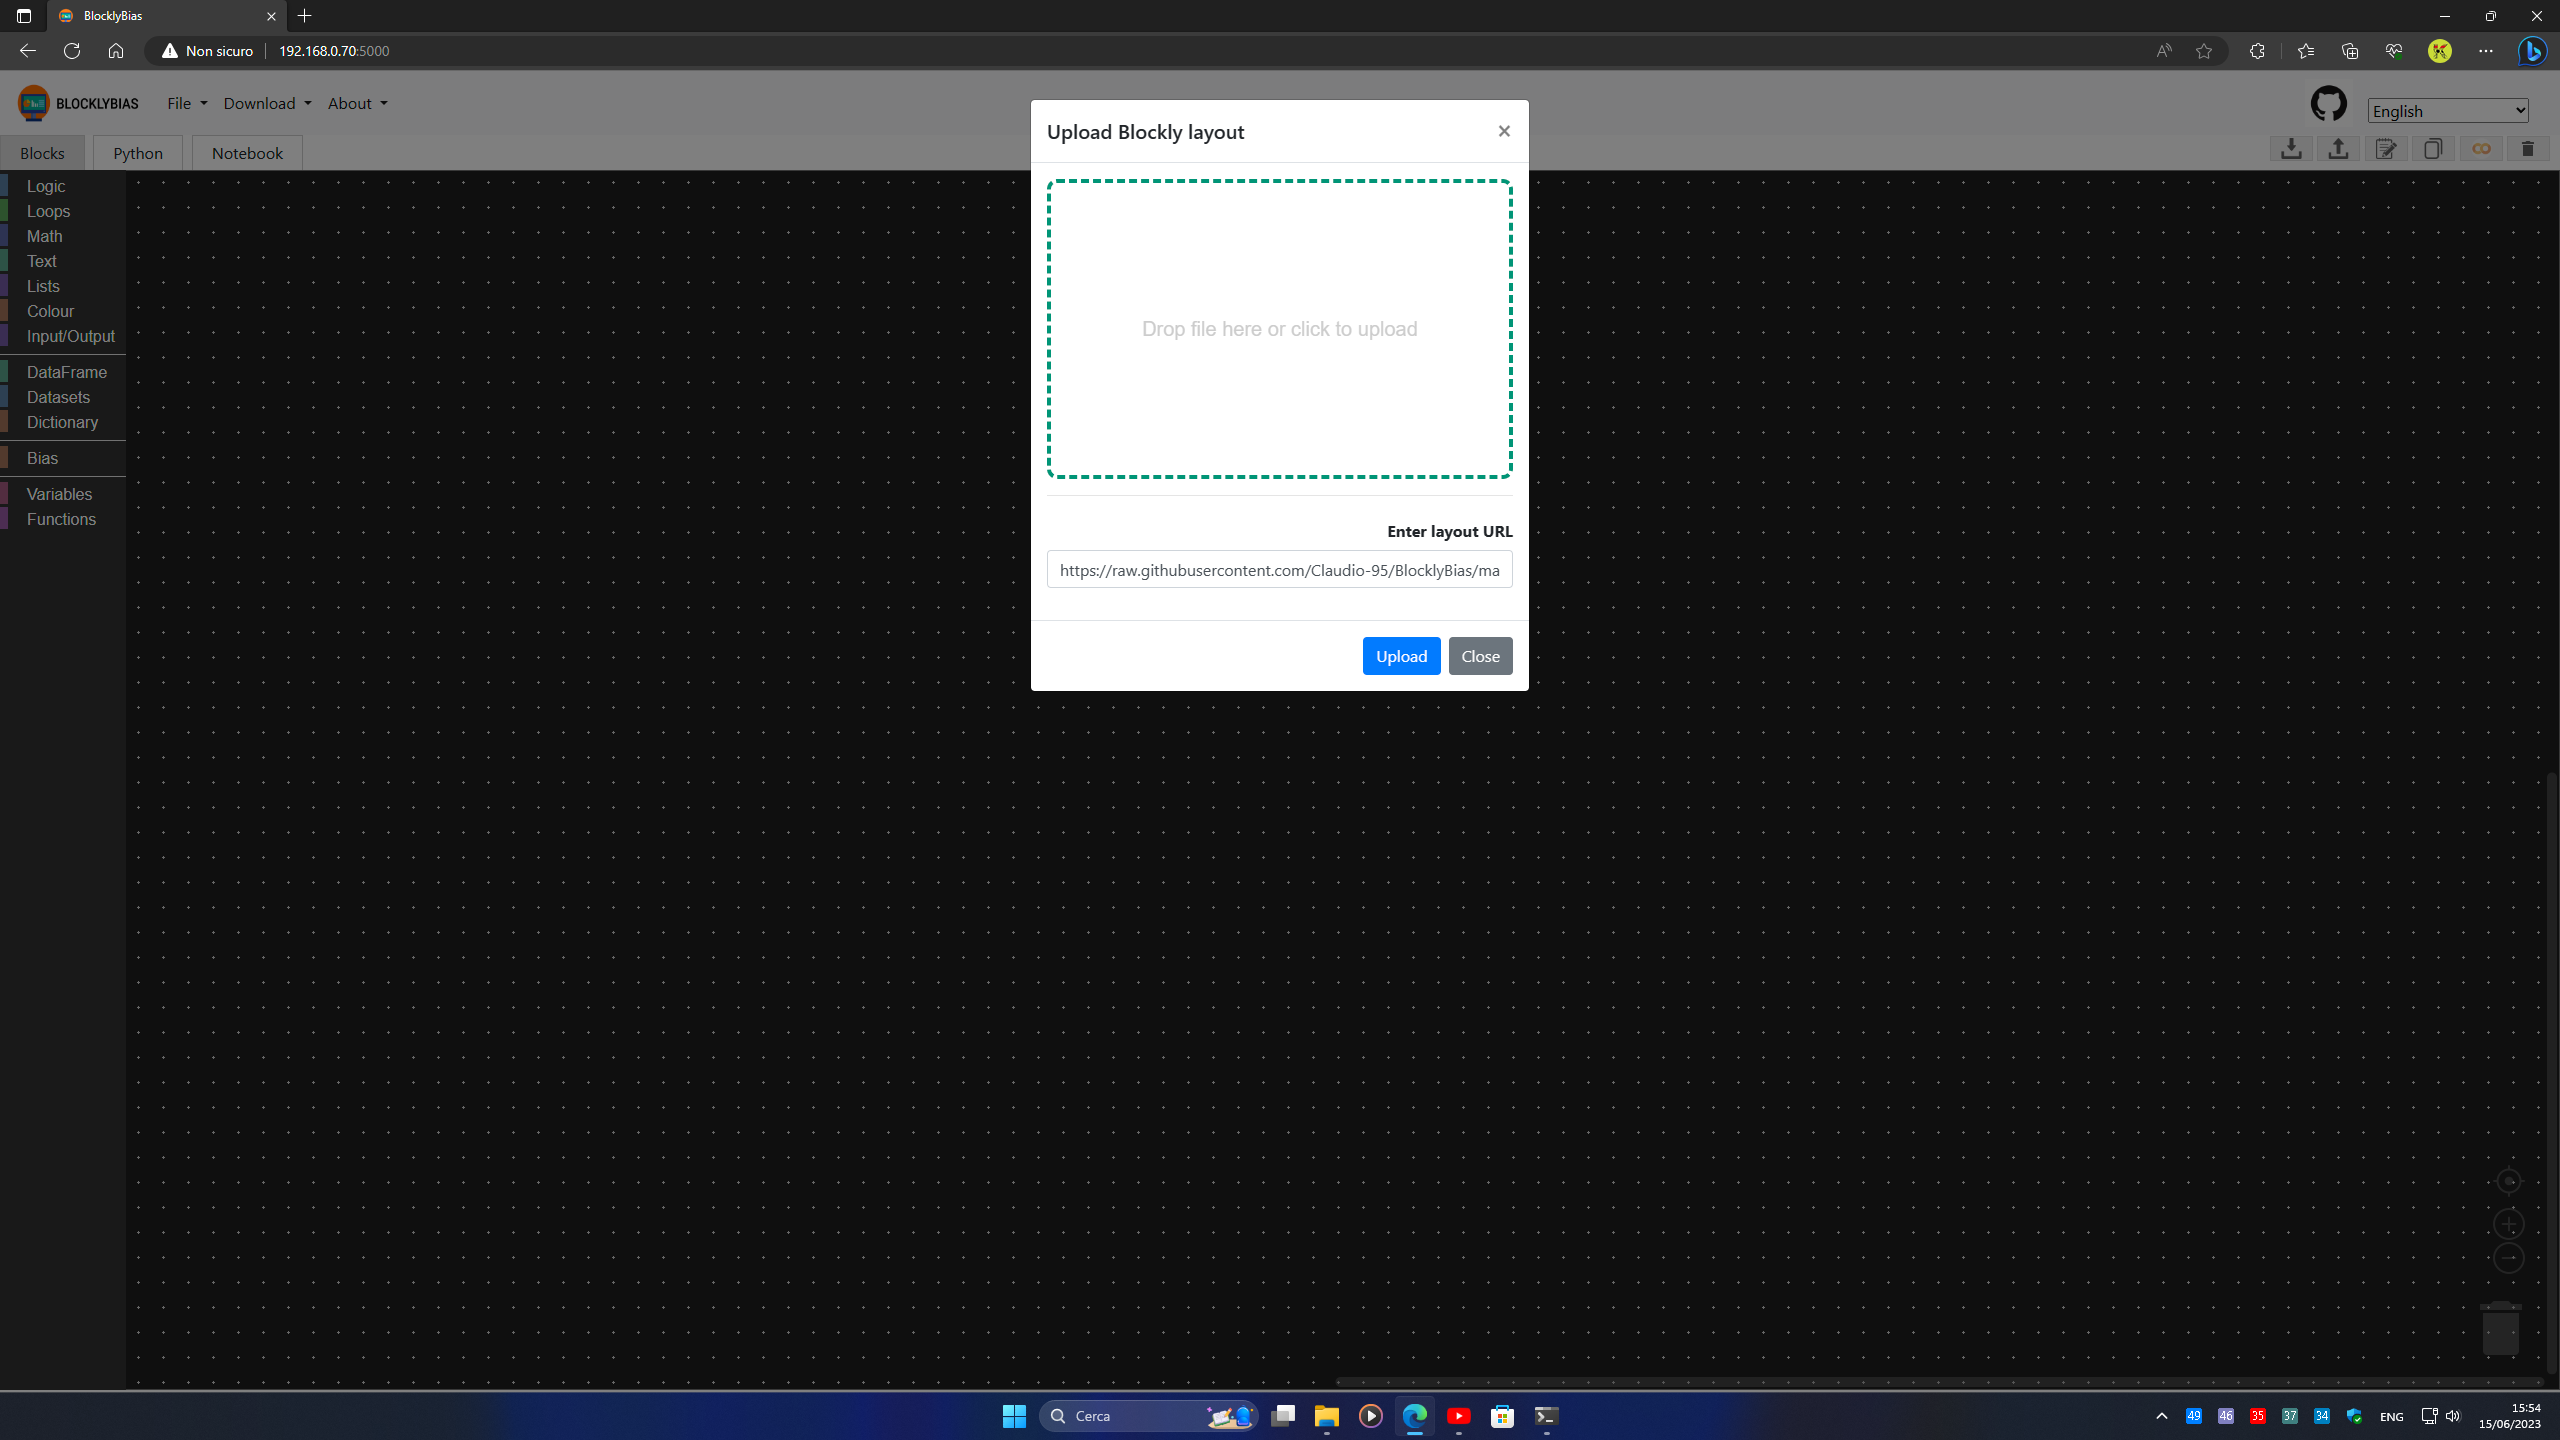 BlocklyBias
Non sicuro 192.168.0.70:5000
BLOCKLYBIAS File Download About
English
Blocks Python Notebook
Logic
Loops
Math
Text
Lists
Colour
Input/Output
DataFrame
Datasets
Dictionary
Bias
Variables
Functions
Upload Blockly layout
Drop file here or click to upload
Enter layout URL
https://raw.githubusercontent.com/Claudio-95/BlocklyBias/ma
Upload Close
Cerca
49 46 35 37 34 ENG 15:54
15/06/2023